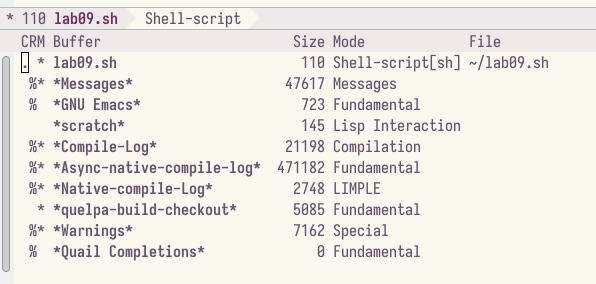 * 110 lab09.sh Shell-script
CRM Buffer Size Mode File
. * lab09.sh 110 Shell-script[sh] ~/lab09.sh
%* *Messages* 47617 Messages
% *GNU Emacs* 723 Fundamental
*scratch* 145 Lisp Interaction
%* *Compile-Log* 21198 Compilation
%* *Async-native-compile-log* 471182 Fundamental
%* *Native-compile-Log* 2748 LIMPLE
* *quelpa-build-checkout* 5085 Fundamental
%* *Warnings* 7162 Special
% *Quail Completions* 0 Fundamental